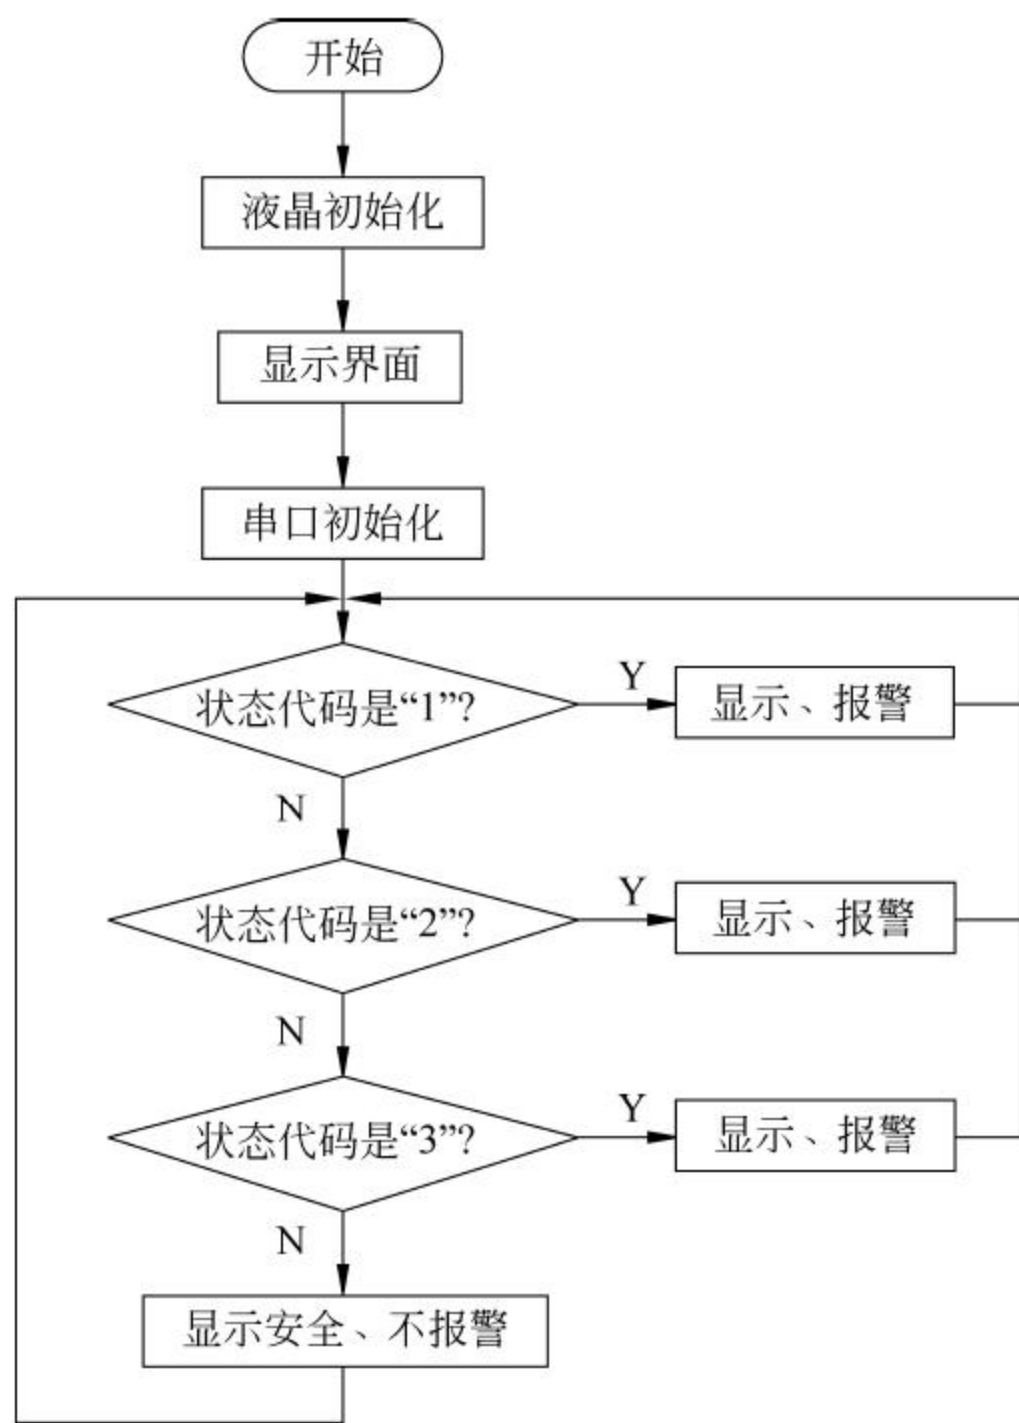 开始
液晶初始化
显示界面
串口初始化
状态代码是“1”?
Y
显示、报警
N
状态代码是“2”?
Y
显示、报警
N
状态代码是“3”?
Y
显示、报警
N
显示安全、不报警